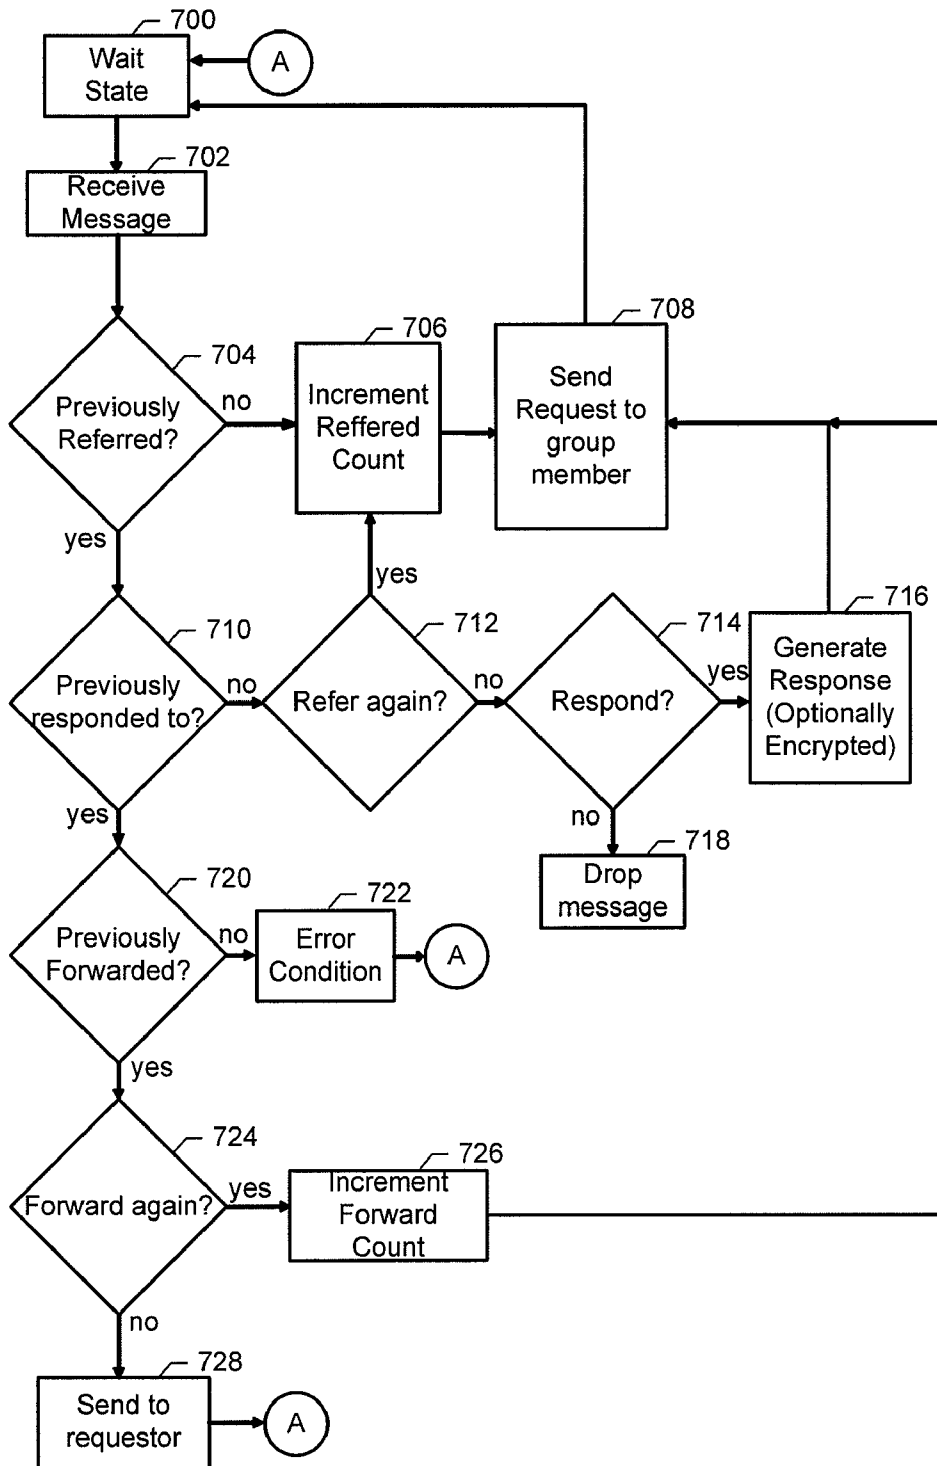 700
Wait
State
A
702
Receive
Message
704
Previously
Referred?
no
yes
706
Increment
Reffered
Count
708
Send
Request to
group
member
710
Previously
responded to?
no
yes
712
Refer again?
yes
no
714
Respond?
yes
no
716
Generate
Response
(Optionally
Encrypted)
718
Drop
message
720
Previously
Forwarded?
no
yes
722
Error
Condition
A
724
Forward again?
yes
no
726
Increment
Forward
Count
728
Send to
requestor
A